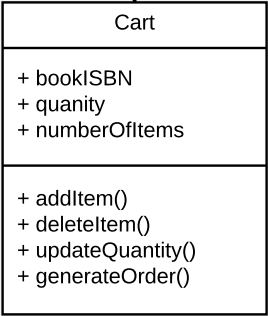 Cart
+ bookISBN
+ quanity
+ numberOfItems
+ addItem()
+ deleteItem()
+ updateQuantity()
+ generateOrder()